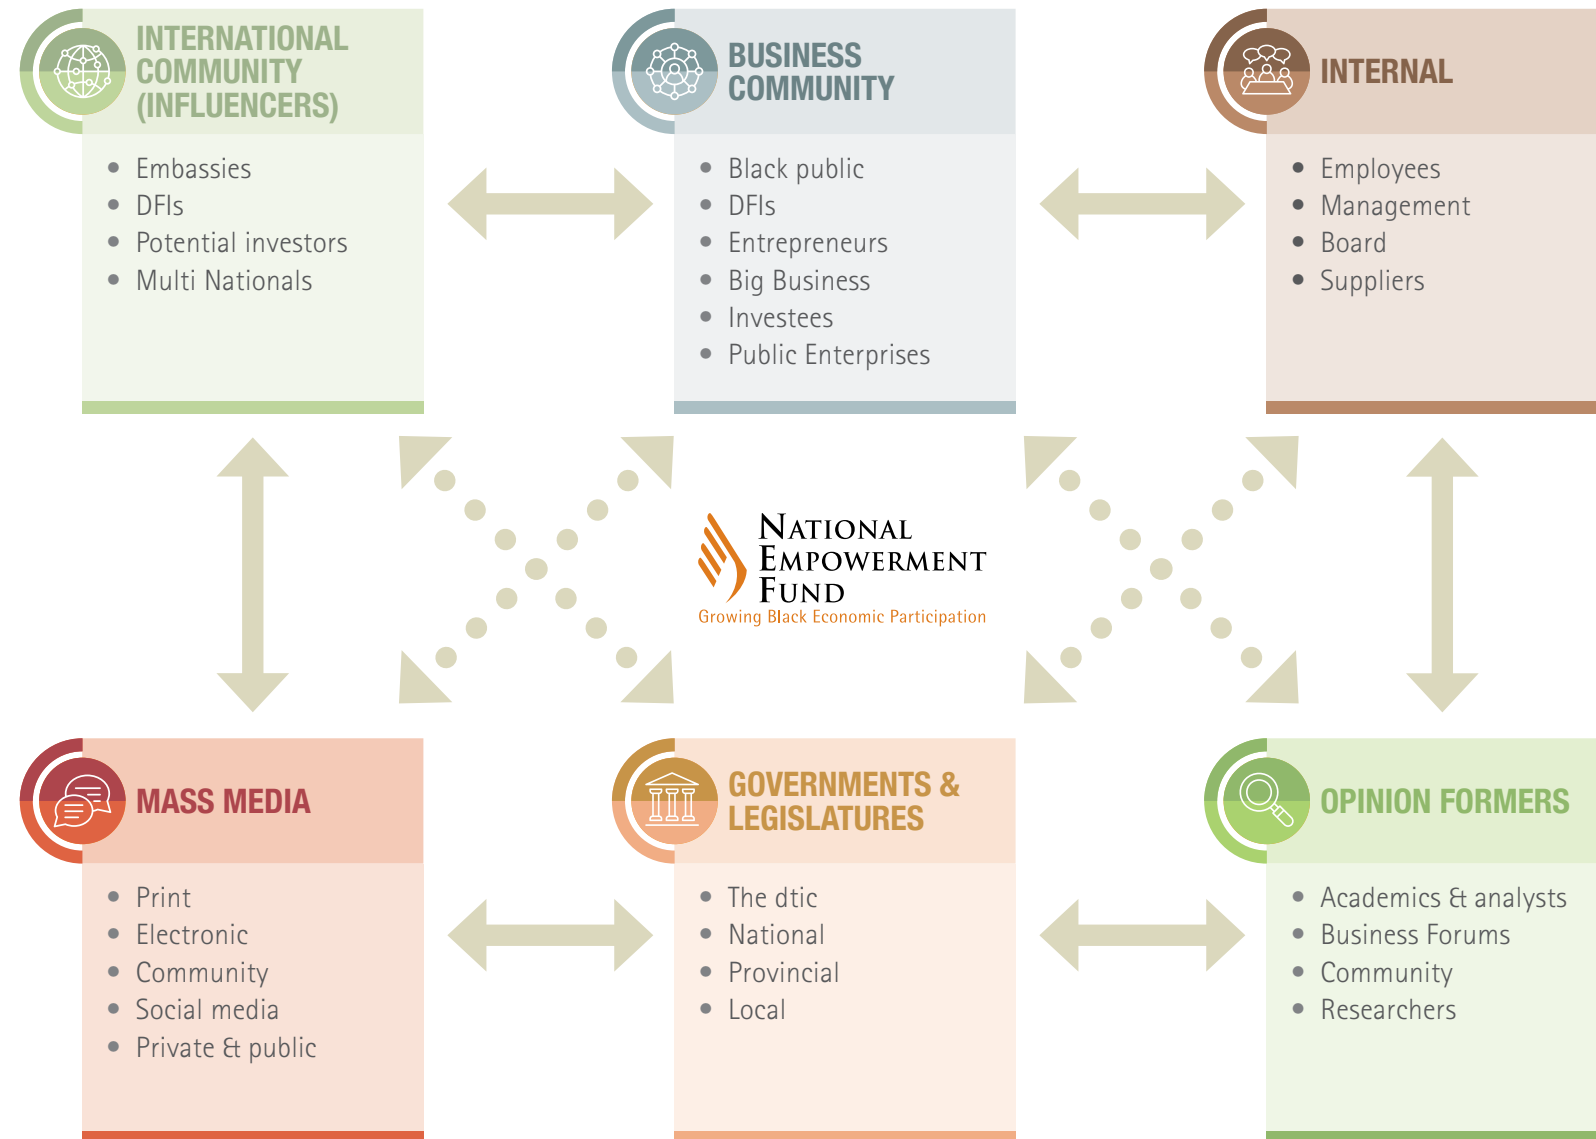 INTERNATIONAL
COMMUNITY
(INFLUENCERS)
• Embassies
• DFIs
• Potential investors
• Multi Nationals
BUSINESS
COMMUNITY
• Black public
• DFIs
• Entrepreneurs
• Big Business
• Investees
• Public Enterprises
INTERNAL
• Employees
• Management
• Board
• Suppliers
NATIONAL
EMPOWERMENT
FUND
Growing Black Economic Participation
MASS MEDIA
• Print
• Electronic
• Community
• Social media
• Private & public
GOVERNMENTS &
LEGISLATURES
• The dtic
• National
• Provincial
• Local
OPINION FORMERS
• Academics & analysts
• Business Forums
• Community
• Researchers